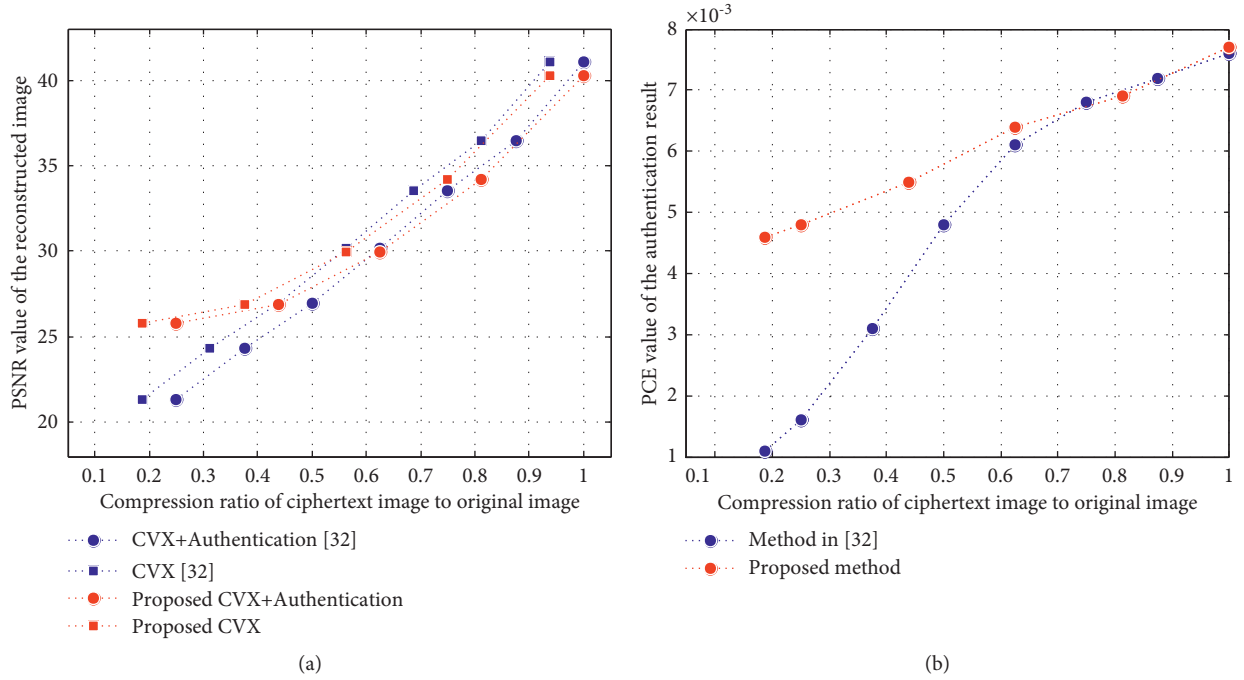 PSNR value of the reconstructed image
40
35
30
25
20
0.1 0.2 0.3 0.4 0.5 0.6 0.7 0.8 0.9 1
Compression ratio of ciphertext image to original image
CVX+Authentication [32]
CVX [32]
Proposed CVX+Authentication
Proposed CVX
(a)
×10⁻³
PCE value of the authentication result
8
7
6
5
4
3
2
1
0.1 0.2 0.3 0.4 0.5 0.6 0.7 0.8 0.9 1
Compression ratio of ciphertext image to original image
Method in [32]
Proposed method
(b)